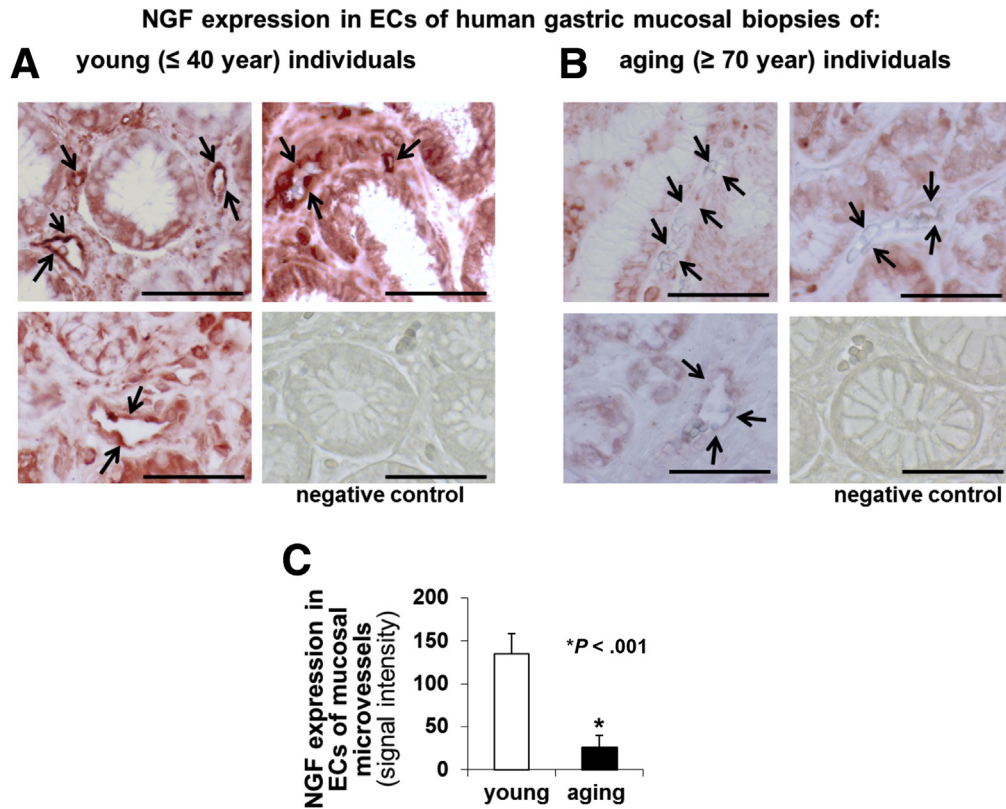 NGF expression in ECs of human gastric mucosal biopsies of:
A young (≤ 40 year) individuals
B aging (≥ 70 year) individuals
negative control
negative control
C
NGF expression in
ECs of mucosal
microvessels
(signal intensity)
200
150
100
50
0
*P < .001
*
young aging